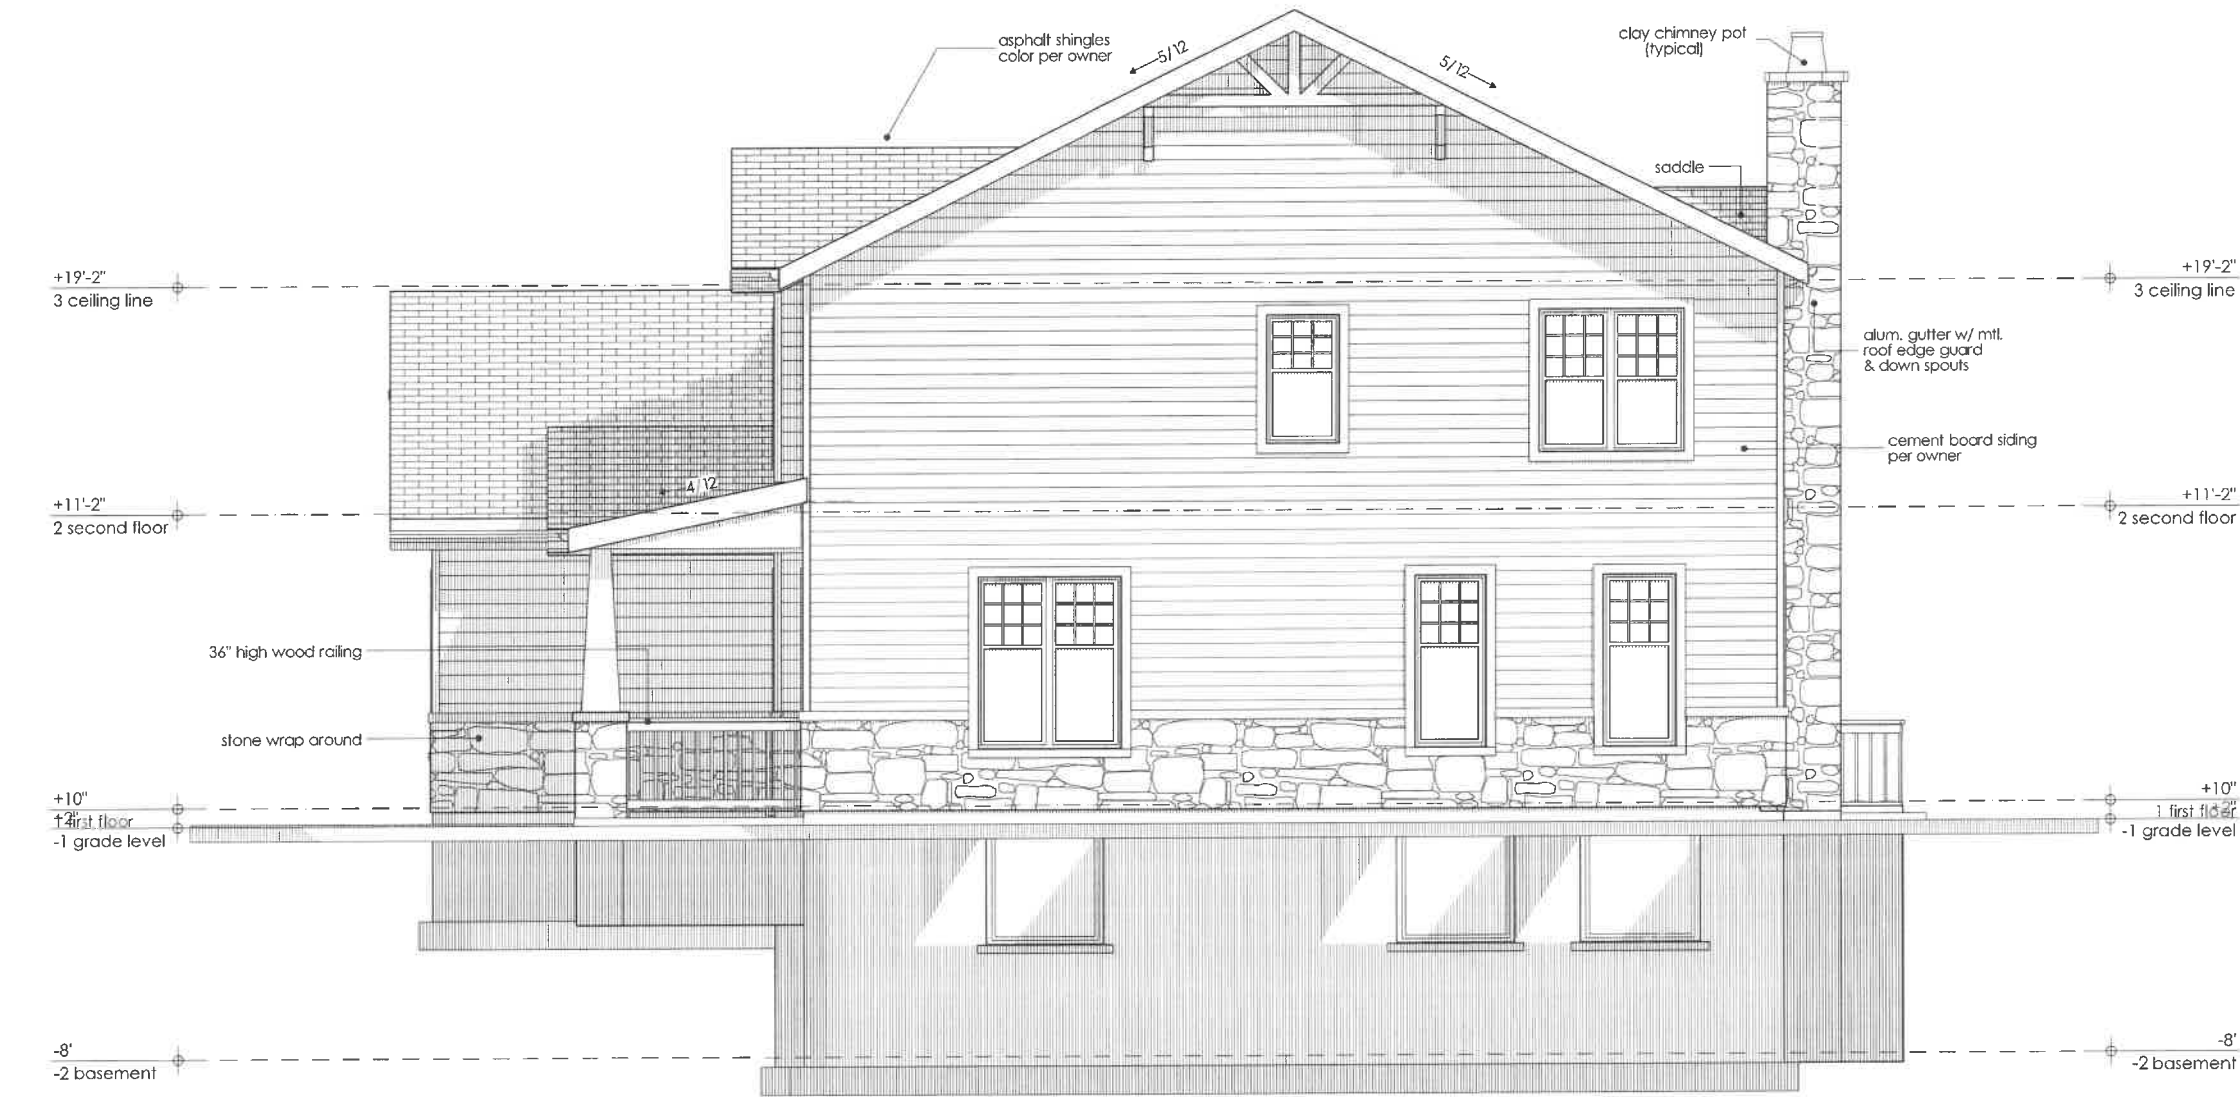 asphalt shingles
color per owner
5/12
5/12
clay chimney pot
(typical)
saddle
+19'-2"
3 ceiling line
+19'-2"
3 ceiling line
alum. gutter w/ mtl.
roof edge guard
& down spouts
cement board siding
per owner
4/12
+11'-2"
2 second floor
+11'-2"
2 second floor
36" high wood railing
stone wrap around
+10"
1 first floor
-1 grade level
+10"
1 first floor
-1 grade level
-8'
-2 basement
-8'
-2 basement